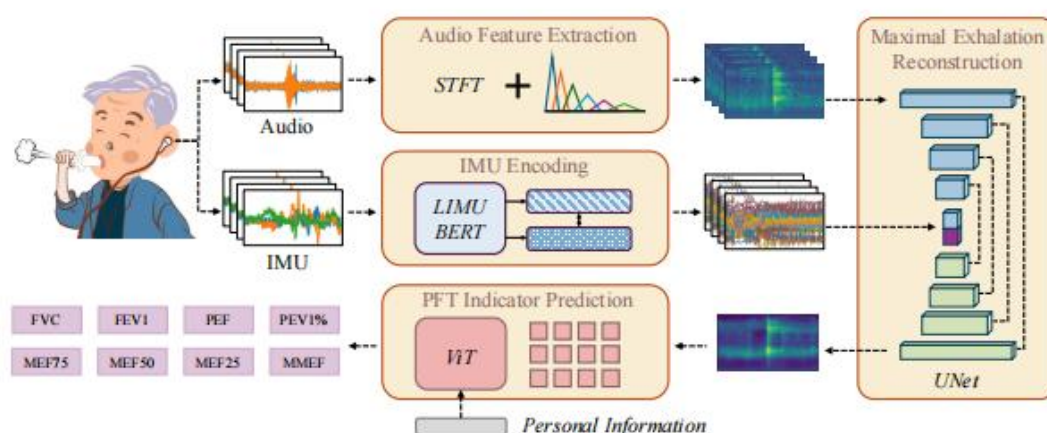 Audio Feature Extraction
STFT
Audio
Maximal Exhalation
Reconstruction
IMU Encoding
LIMU
BERT
IMU
PFT Indicator Prediction
ViT
UNet
FVC
FEV1
PEF
PEV1%
MEF75
MEF50
MEF25
MMEF
Personal Information